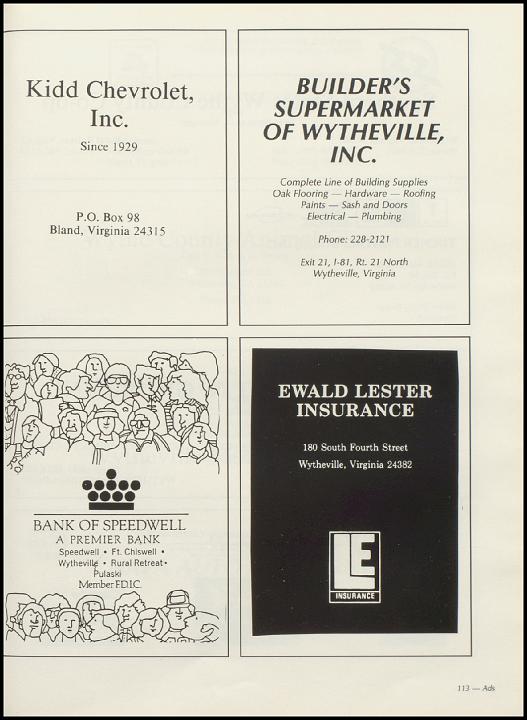 Kidd Chevrolet,
Inc.
Since 1929
P.O. Box 98
Bland, Virginia 24315
BUILDER'S
SUPERMARKET
OF WYTHEVILLE,
INC.
Complete Line of Building Supplies
Oak Flooring — Hardware — Roofing
Paints — Sash and Doors
Electrical — Plumbing
Phone: 228-2121
Exit 21, I-81, Rt. 21 North
Wytheville, Virginia
BANK OF SPEEDWELL
A PREMIER BANK
Speedwell • Ft. Chiswell •
Wytheville • Rural Retreat •
Pulaski
Member F.D.I.C.
EWALD LESTER
INSURANCE
180 South Fourth Street
Wytheville, Virginia 24382
LE
INSURANCE
113 — Ads